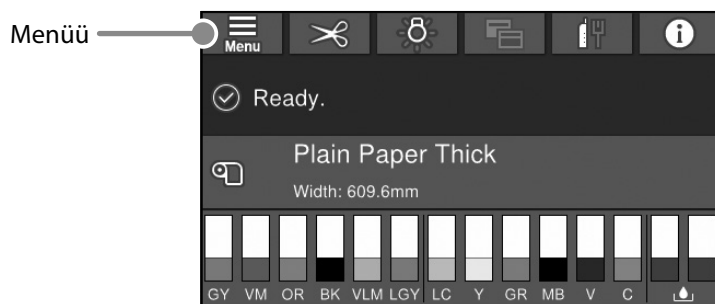 Menüü
Menu
Ready.
Plain Paper Thick
Width: 609.6mm
GY VM OR BK VLM LGY LC Y GR MB V C